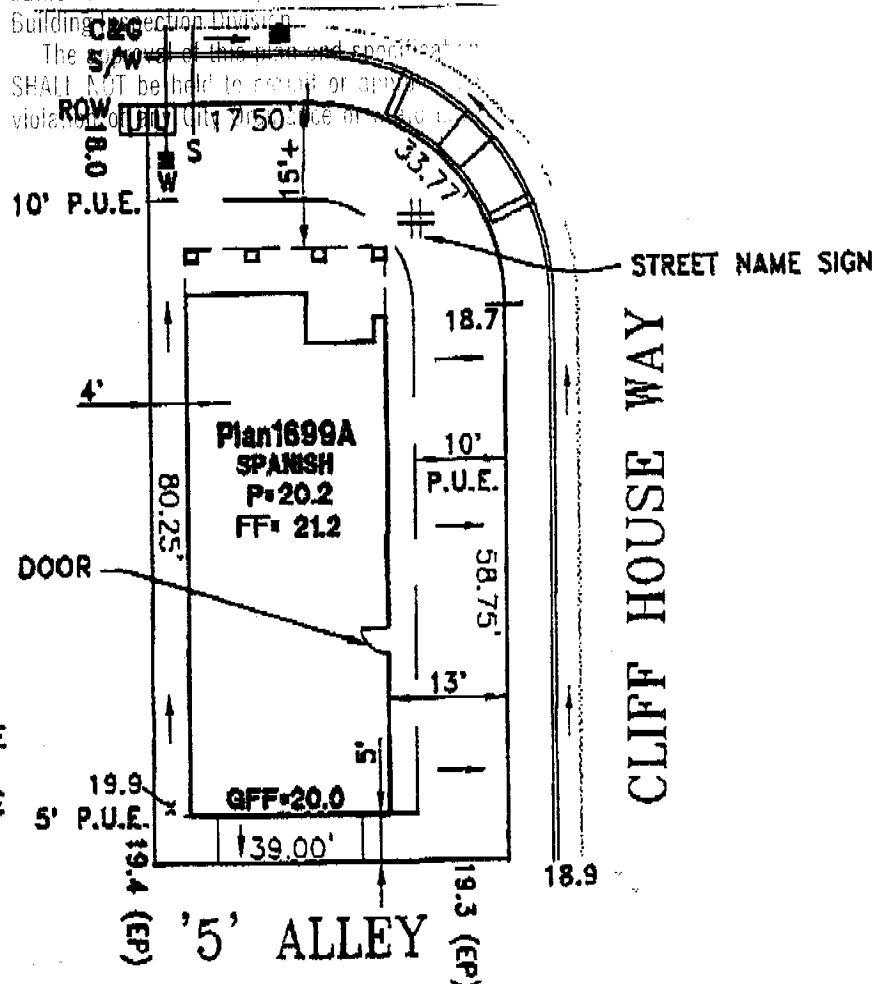 Building Inspection Division.
C&G
The approval of this plan and specification
S/W
SHALL NOT be held to permit or
ROW
violation of any City
17.50'
18.0
S
W
15'+
33.77'
10' P.U.E.
STREET NAME SIGN
18.7
4'
Plan1699A
SPANISH
P=20.2
FF= 21.2
10'
P.U.E.
80.25'
CLIFF HOUSE WAY
DOOR
58.75'
13'
5'
19.9
GFF=20.0
5' P.U.E.
39.00'
19.4 (EP)
19.3 (EP)
18.9
'5' ALLEY